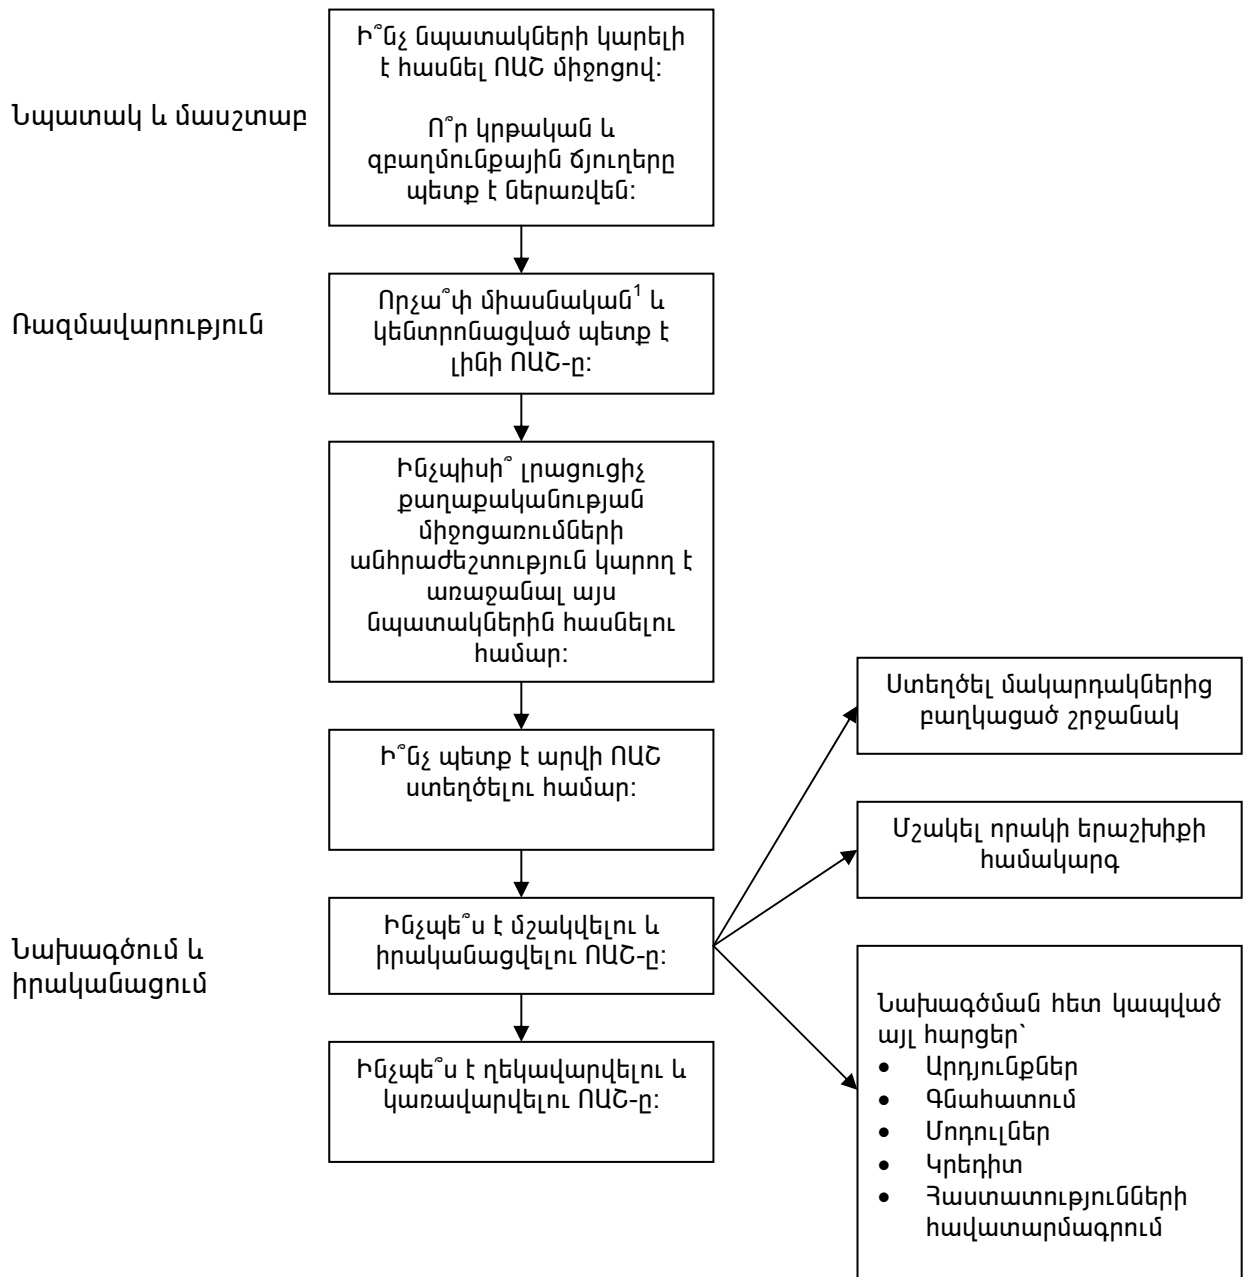 Ի՞նչ նպատակների կարելի
է հասնել ՈԱՇ միջոցով:
Նպատակ և մասշտաբ
Ո՞ր կրթական և
զբաղմունքային ճյուղերը
պետք է ներառվեն:
Ռազմավարություն
Որչա՞փ միասնական¹ և
կենտրոնացված պետք է
լինի ՈԱՇ-ը:
Ինչպիսի՞ լրացուցիչ
քաղաքականության
միջոցառումների
անհրաժեշտություն կարող է
առաջանալ այս
նպատակներին հասնելու
համար:
Ի՞նչ պետք է արվի ՈԱՇ
ստեղծելու համար:
Նախագծում և
իրականացում
Ինչպե՞ս է մշակվելու և
իրականացվելու ՈԱՇ-ը:
Ինչպե՞ս է ղեկավարվելու և
կառավարվելու ՈԱՇ-ը:
Ստեղծել մակարդակներից
բաղկացած շրջանակ
Մշակել որակի երաշխիքի
համակարգ
Նախագծման հետ կապված
այլ հարցեր`
• Արդյունքներ
• Գնահատում
• Մոդուլներ
• Կրեդիտ
• Հաստատությունների
հավատարմագրում